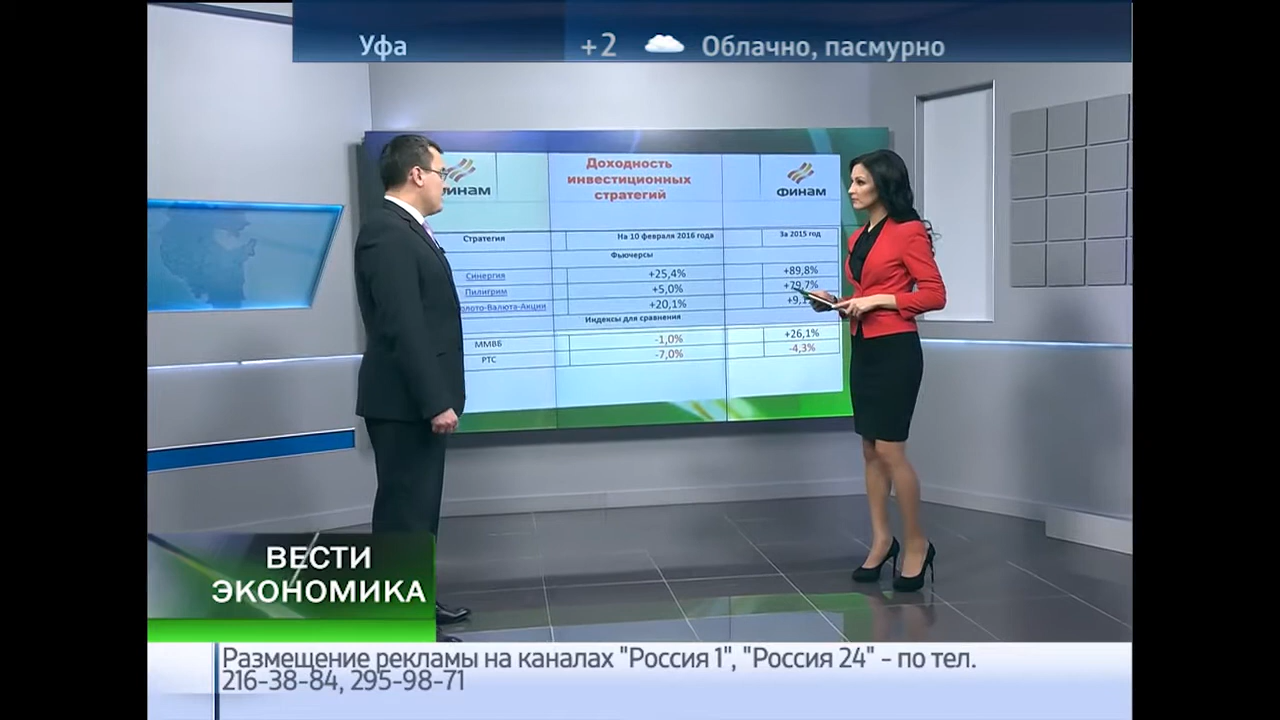 Уфа +2 Облачно, пасмурно
ФИНАМ
Доходность
инвестиционных
стратегий
ФИНАМ
Стратегия На 10 февраля 2016 года За 2015 год
Фьючерсы
Синергия +25,4% +89,8%
Пилигрим +5,0% +79,7%
+20,1%
Индексы для сравнения
ММВБ -1,0% +26,1%
РТС -7,0% -4,3%
ВЕСТИ
ЭКОНОМИКА
Размещение рекламы на каналах "Россия 1", "Россия 24" - по тел.
216-38-84, 295-98-71